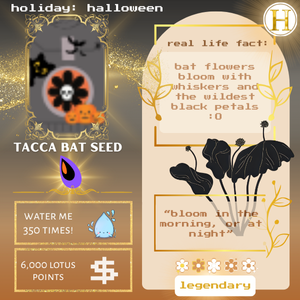 holiday: halloween
H
TACCA BAT SEED
WATER ME
350 TIMES!
6,000 LOTUS
POINTS
$
real life fact:
bat flowers
bloom with
whiskers and
the wildest
black petals
:O
"bloom in the
morning, or at
night"
legendary